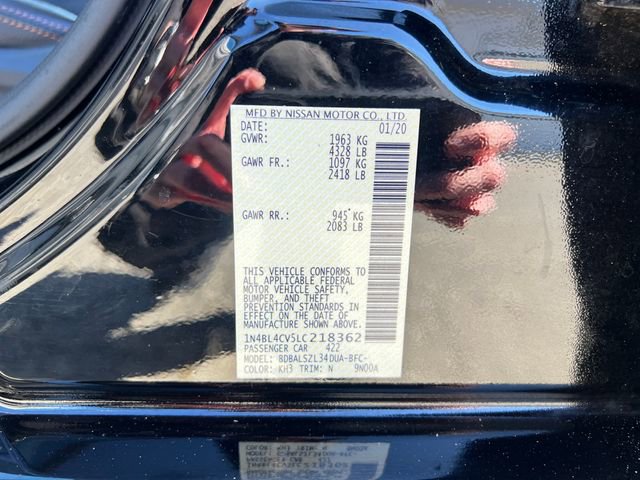 MFD BY NISSAN MOTOR CO., LTD
DATE: 01/20
GVWR: 1963 KG
4328 LB
GAWR FR.: 1097 KG
2418 LB
GAWR RR.: 945 KG
2083 LB
THIS VEHICLE CONFORMS TO
ALL APPLICABLE FEDERAL
MOTOR VEHICLE SAFETY,
BUMPER, AND THEFT
PREVENTION STANDARDS IN
EFFECT ON THE DATE OF
MANUFACTURE SHOWN ABOVE.
1N4BL4CV5LC218362
PASSENGER CAR 422
MODEL: BDBALSZL34DUA-BFC-
COLOR: KH3 TRIM: N 9N00A